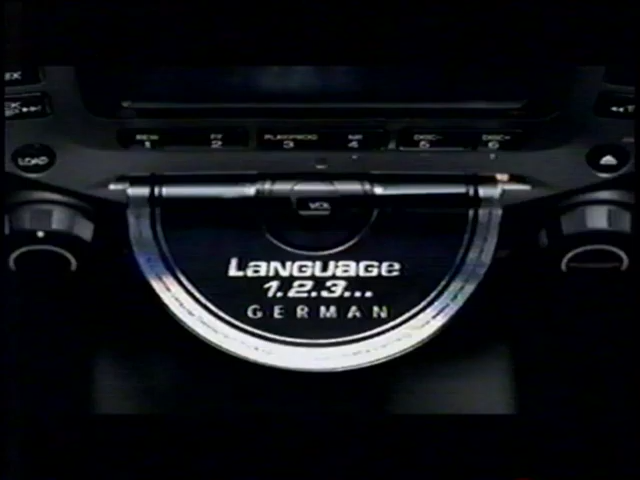 REW FF PLAY/PROG NR DISC- DISC+
1 2 3 4 5 6
LOAD
VOL
LANGUAGE
1.2.3...
GERMAN